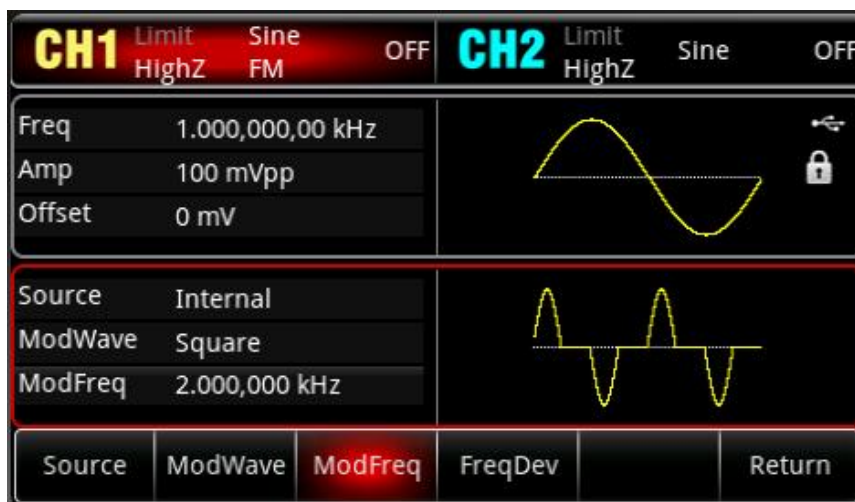 CH1 Limit Sine OFF CH2 Limit Sine OFF
HighZ FM HighZ
Freq 1.000,000,00 kHz
Amp 100 mVpp
Offset 0 mV
Source Internal
ModWave Square
ModFreq 2.000,000 kHz
Source ModWave ModFreq FreqDev Return